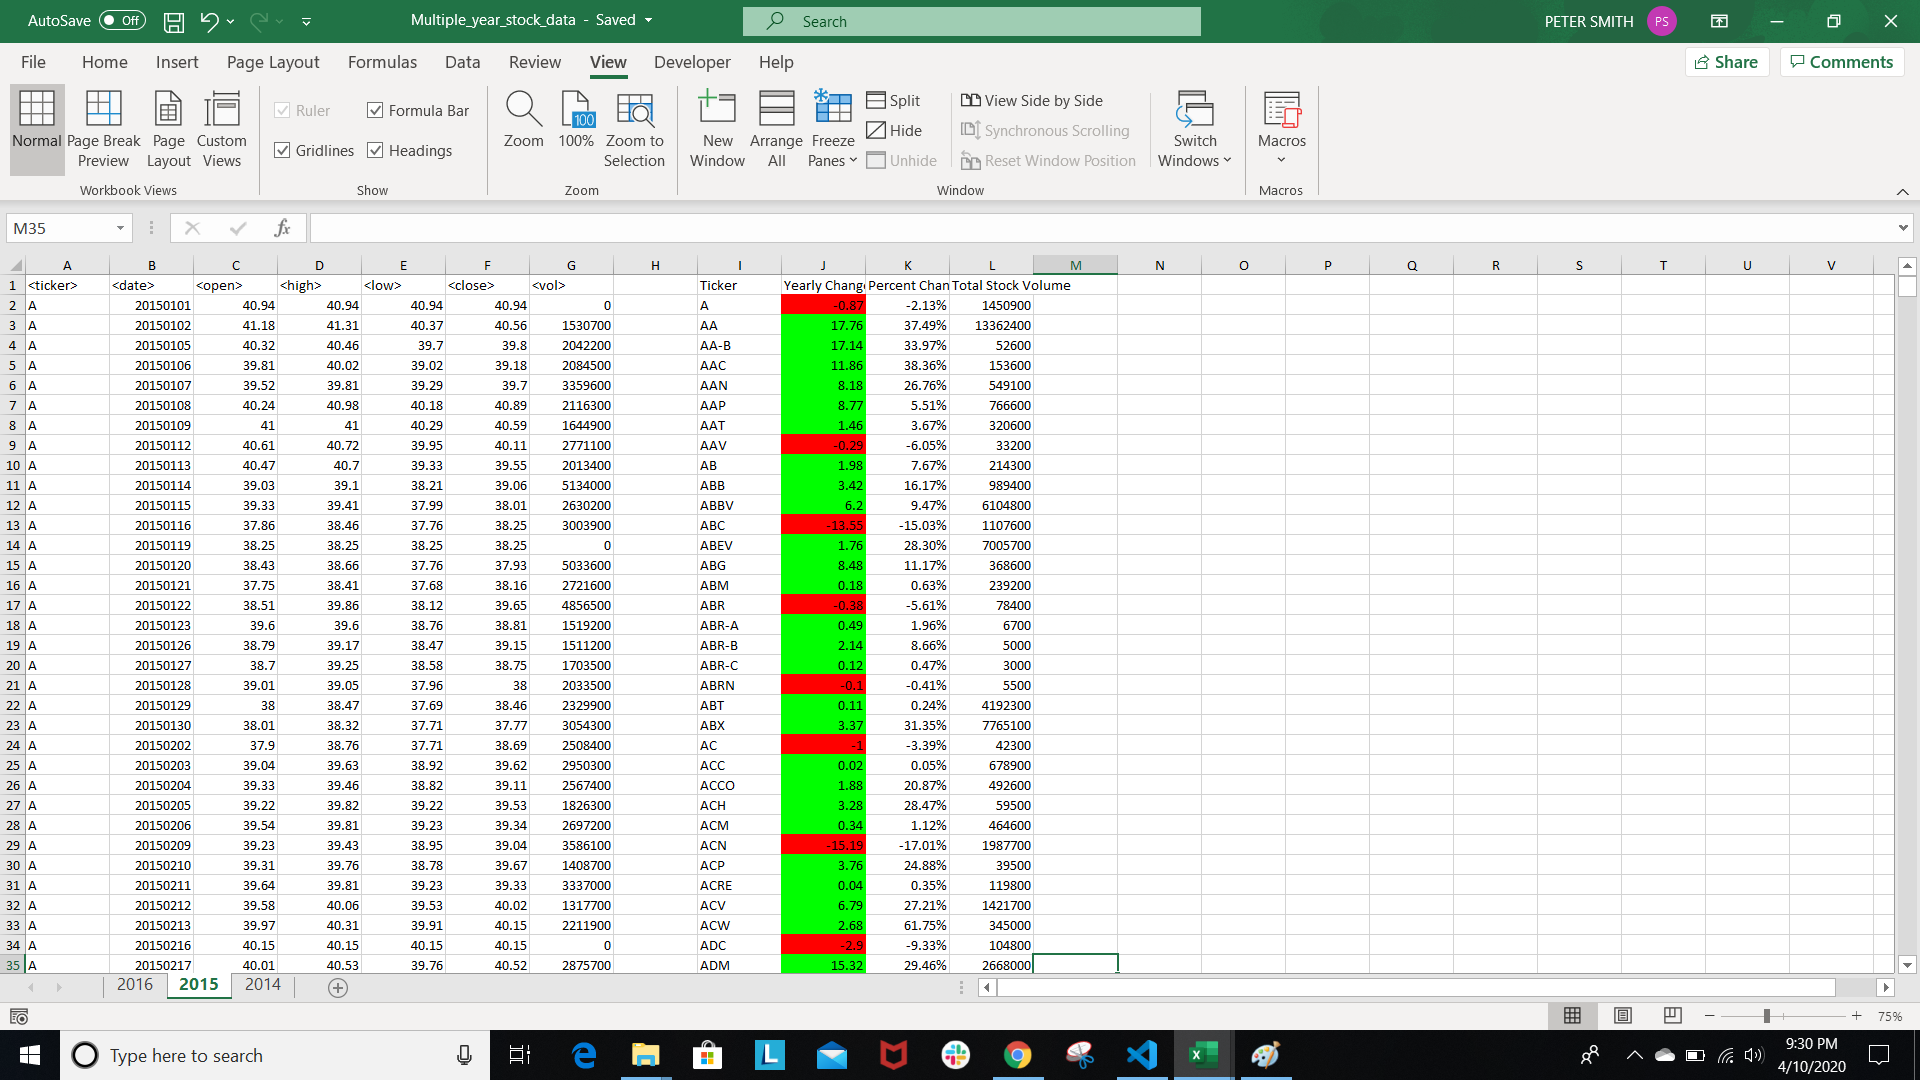 AutoSave Off Multiple_year_stock_data - Saved Search PETER SMITH PS
File Home Insert Page Layout Formulas Data Review View Developer Help Share Comments
Normal Page Break Preview Page Layout Custom Views Ruler Formula Bar Gridlines Headings Zoom 100 100% Zoom to Selection New Window Arrange All Freeze Panes Split Hide Unhide View Side by Side Synchronous Scrolling Reset Window Position Switch Windows Macros
Workbook Views Show Zoom Window Macros
M35 fx
A B C D E F G H I J K L M N O P Q R S T U V
1 <ticker> <date> <open> <high> <low> <close> <vol> Ticker Yearly Chang Percent Chan Total Stock Volume
2 A 20150101 40.94 40.94 40.94 40.94 0 A -0.87 -2.13% 1450900
3 A 20150102 41.18 41.31 40.37 40.56 1530700 AA 17.76 37.49% 13362400
4 A 20150105 40.32 40.46 39.7 39.8 2042200 AA-B 17.14 33.97% 52600
5 A 20150106 39.81 40.02 39.02 39.18 2084500 AAC 11.86 38.36% 153600
6 A 20150107 39.52 39.81 39.29 39.7 3359600 AAN 8.18 26.76% 549100
7 A 20150108 40.24 40.98 40.18 40.89 2116300 AAP 8.77 5.51% 766600
8 A 20150109 41 41 40.29 40.59 1644900 AAT 1.46 3.67% 320600
9 A 20150112 40.61 40.72 39.95 40.11 2771100 AAV -0.29 -6.05% 33200
10 A 20150113 40.47 40.7 39.33 39.55 2013400 AB 1.98 7.67% 214300
11 A 20150114 39.03 39.1 38.21 39.06 5134000 ABB 3.42 16.17% 989400
12 A 20150115 39.33 39.41 37.99 38.01 2630200 ABBV 6.2 9.47% 6104800
13 A 20150116 37.86 38.46 37.76 38.25 3003900 ABC -13.55 -15.03% 1107600
14 A 20150119 38.25 38.25 38.25 38.25 0 ABEV 1.76 28.30% 7005700
15 A 20150120 38.43 38.66 37.76 37.93 5033600 ABG 8.48 11.17% 368600
16 A 20150121 37.75 38.41 37.68 38.16 2721600 ABM 0.18 0.63% 239200
17 A 20150122 38.51 39.86 38.12 39.65 4856500 ABR -0.38 -5.61% 78400
18 A 20150123 39.6 39.6 38.76 38.81 1519200 ABR-A 0.49 1.96% 6700
19 A 20150126 38.79 39.17 38.47 39.15 1511200 ABR-B 2.14 8.66% 5000
20 A 20150127 38.7 39.25 38.58 38.75 1703500 ABR-C 0.12 0.47% 3000
21 A 20150128 39.01 39.05 37.96 38 2033500 ABRN -0.1 -0.41% 5500
22 A 20150129 38 38.47 37.69 38.46 2329900 ABT 0.11 0.24% 4192300
23 A 20150130 38.01 38.32 37.71 37.77 3054300 ABX 3.37 31.35% 7765100
24 A 20150202 37.9 38.76 37.71 38.69 2508400 AC -1 -3.39% 42300
25 A 20150203 39.04 39.63 38.92 39.62 2950300 ACC 0.02 0.05% 678900
26 A 20150204 39.33 39.46 38.82 39.11 2567400 ACCO 1.88 20.87% 492600
27 A 20150205 39.22 39.82 39.22 39.53 1826300 ACH 3.28 28.47% 59500
28 A 20150206 39.54 39.81 39.23 39.34 2697200 ACM 0.34 1.12% 464600
29 A 20150209 39.23 39.43 38.95 39.04 3586100 ACN -15.19 -17.01% 1987700
30 A 20150210 39.31 39.76 38.78 39.67 1408700 ACP 3.76 24.88% 39500
31 A 20150211 39.64 39.81 39.23 39.33 3337000 ACRE 0.04 0.35% 119800
32 A 20150212 39.58 40.06 39.53 40.02 1317700 ACV 6.79 27.21% 1421700
33 A 20150213 39.97 40.31 39.91 40.15 2211900 ACW 2.68 61.75% 345000
34 A 20150216 40.15 40.15 40.15 40.15 0 ADC -2.9 -9.33% 104800
35 A 20150217 40.01 40.53 39.76 40.52 2875700 ADM 15.32 29.46% 2668000
2016 2015 2014
75%
Type here to search 9:30 PM
4/10/2020